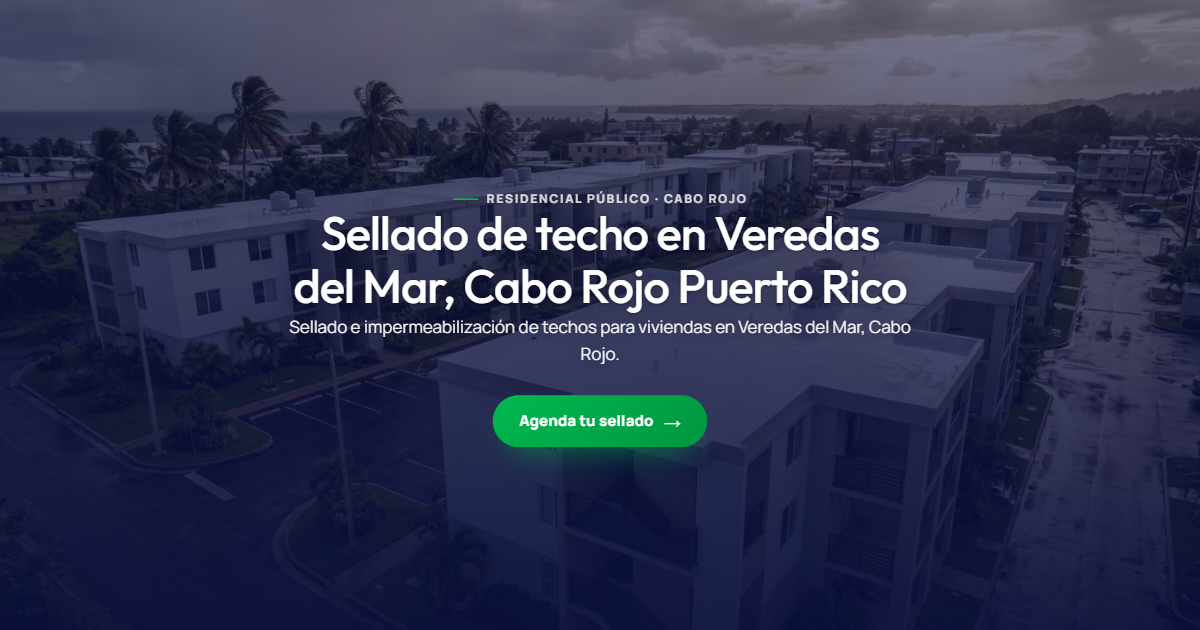 RESIDENCIAL PÚBLICO · CABO ROJO
Sellado de techo en Veredas
del Mar, Cabo Rojo Puerto Rico
Sellado e impermeabilización de techos para viviendas en Veredas del Mar, Cabo
Rojo.
Agenda tu sellado →